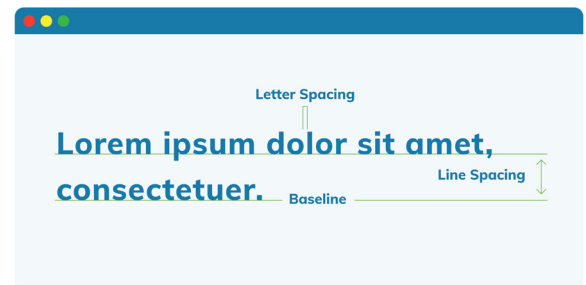 Letter Spacing
Lorem ipsum dolor sit amet,
Line Spacing
consectetuer.
Baseline